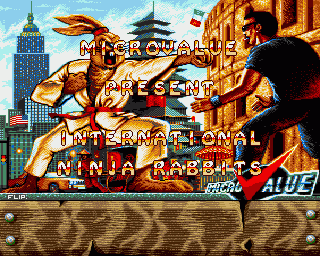 MICROVALUE
PRESENT
INTERNATIONAL
NINJA RABBITS
MICRO VALUE
FLIP